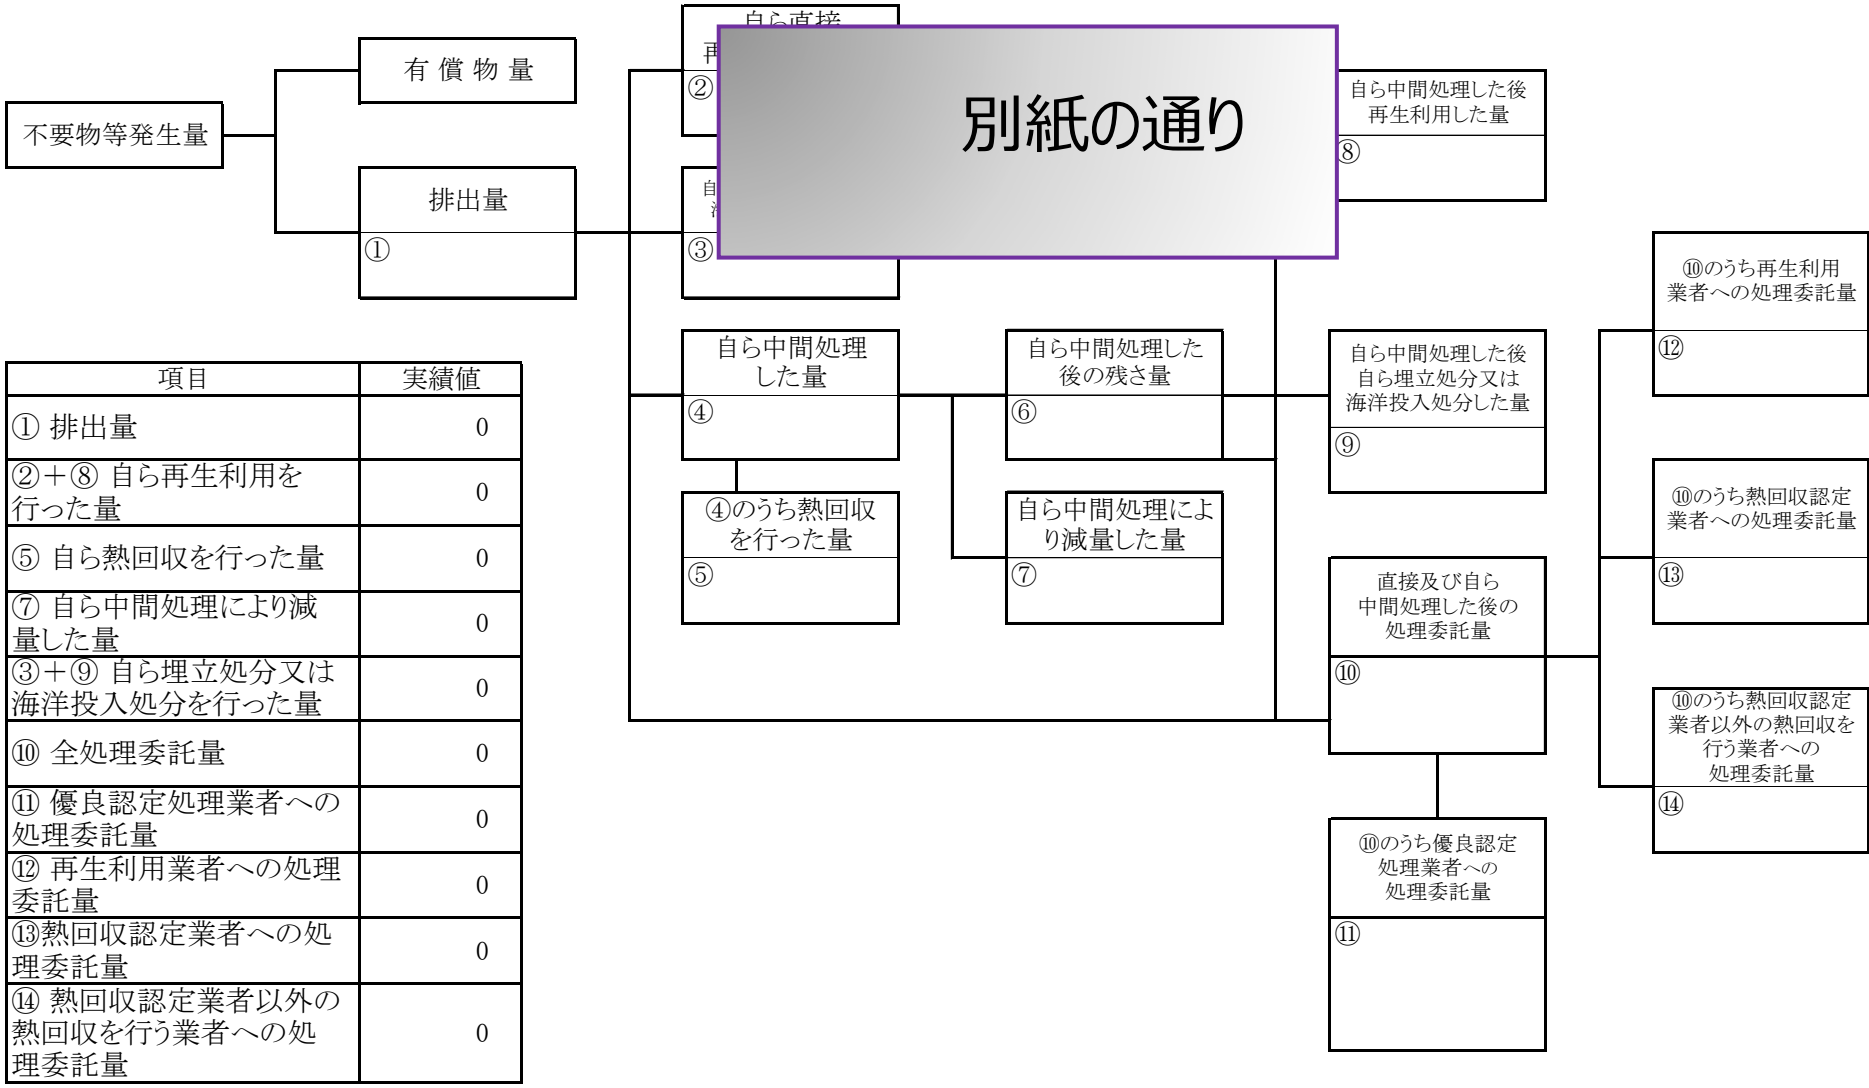 不要物等発生量
有 償 物 量
排出量
①
自ら直接
再
②
自
③
別紙の通り
自ら中間処理した後
再生利用した量
⑧
自ら中間処理
した量
④
④のうち熱回収
を行った量
⑤
自ら中間処理した
後の残さ量
⑥
自ら中間処理によ
り減量した量
⑦
自ら中間処理した後
自ら埋立処分又は
海洋投入処分した量
⑨
直接及び自ら
中間処理した後の
処理委託量
⑩
⑩のうち優良認定
処理業者への
処理委託量
⑪
⑩のうち再生利用
業者への処理委託量
⑫
⑩のうち熱回収認定
業者への処理委託量
⑬
⑩のうち熱回収認定
業者以外の熱回収を
行う業者への
処理委託量
⑭
項目 実績値
① 排出量 0
②＋⑧ 自ら再生利用を
行った量 0
⑤ 自ら熱回収を行った量 0
⑦ 自ら中間処理により減
量した量 0
③＋⑨ 自ら埋立処分又は
海洋投入処分を行った量 0
⑩ 全処理委託量 0
⑪ 優良認定処理業者への
処理委託量 0
⑫ 再生利用業者への処理
委託量 0
⑬熱回収認定業者への処
理委託量 0
⑭ 熱回収認定業者以外の
熱回収を行う業者への処
理委託量 0